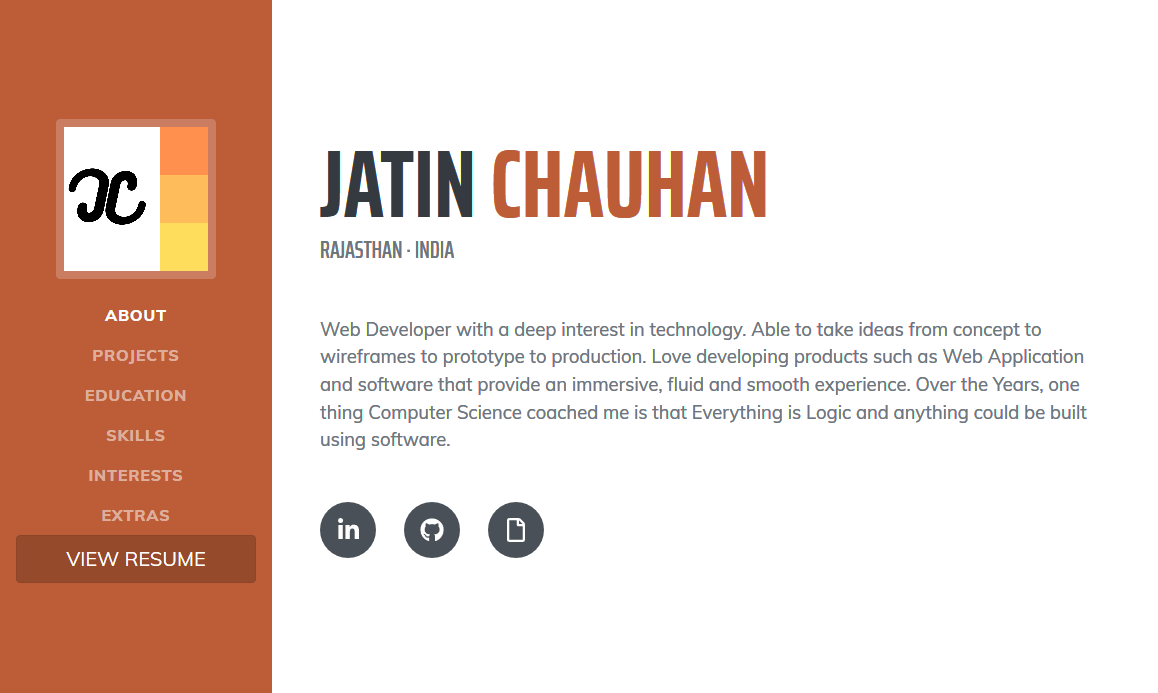 ABOUT
PROJECTS
EDUCATION
SKILLS
INTERESTS
EXTRAS
VIEW RESUME
JATIN CHAUHAN
RAJASTHAN · INDIA
Web Developer with a deep interest in technology. Able to take ideas from concept to
wireframes to prototype to production. Love developing products such as Web Application
and software that provide an immersive, fluid and smooth experience. Over the Years, one
thing Computer Science coached me is that Everything is Logic and anything could be built
using software.
in